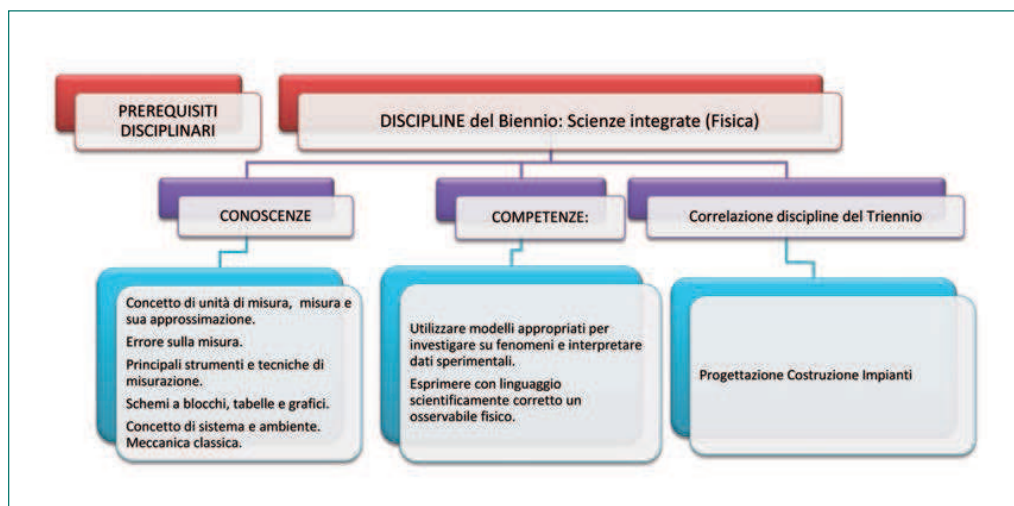 PREREQUISITI
DISCIPLINARI
DISCIPLINE del Biennio: Scienze integrate (Fisica)
CONOSCENZE
COMPETENZE:
Correlazione discipline del Triennio
Concetto di unità di misura, misura e
sua approssimazione.
Errore sulla misura.
Principali strumenti e tecniche di
misurazione.
Schemi a blocchi, tabelle e grafici.
Concetto di sistema e ambiente.
Meccanica classica.
Utilizzare modelli appropriati per
investigare su fenomeni e interpretare
dati sperimentali.
Esprimere con linguaggio
scientificamente corretto un
osservabile fisico.
Progettazione Costruzione Impianti